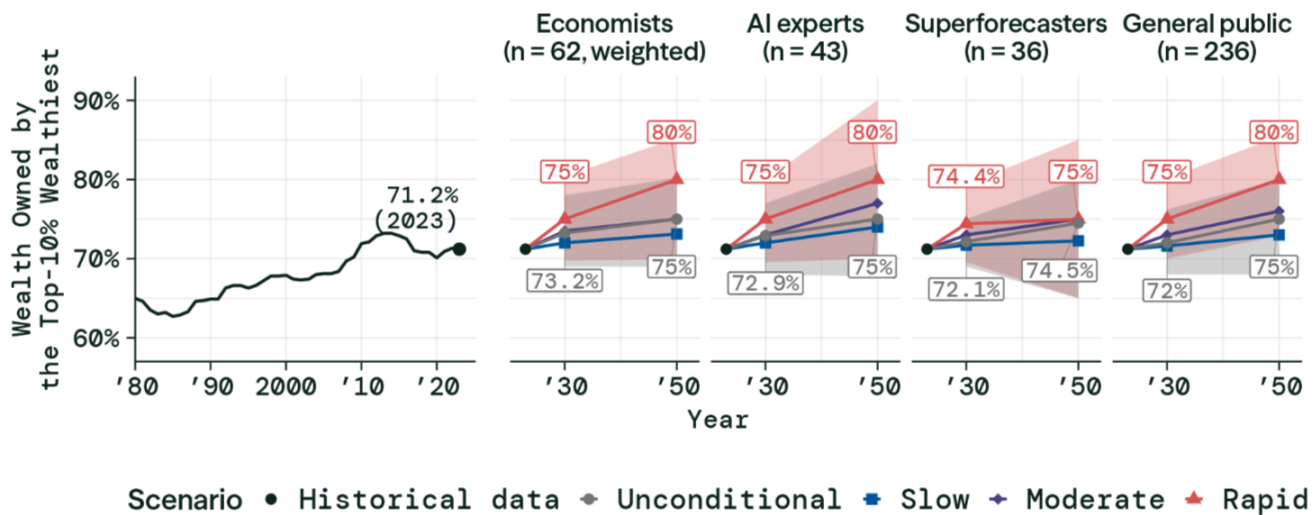 Economists
(n = 62, weighted)
AI experts
(n = 43)
Superforecasters
(n = 36)
General public
(n = 236)
Wealth Owned by
the Top-10% Wealthiest
90%
80%
70%
60%
71.2%
(2023)
'80
'90
2000
'10
'20
75%
80%
73.2%
75%
'30
'50
75%
80%
72.9%
75%
'30
'50
74.4%
75%
72.1%
74.5%
'30
'50
75%
80%
72%
75%
'30
'50
Year
Scenario Historical data Unconditional Slow Moderate Rapid